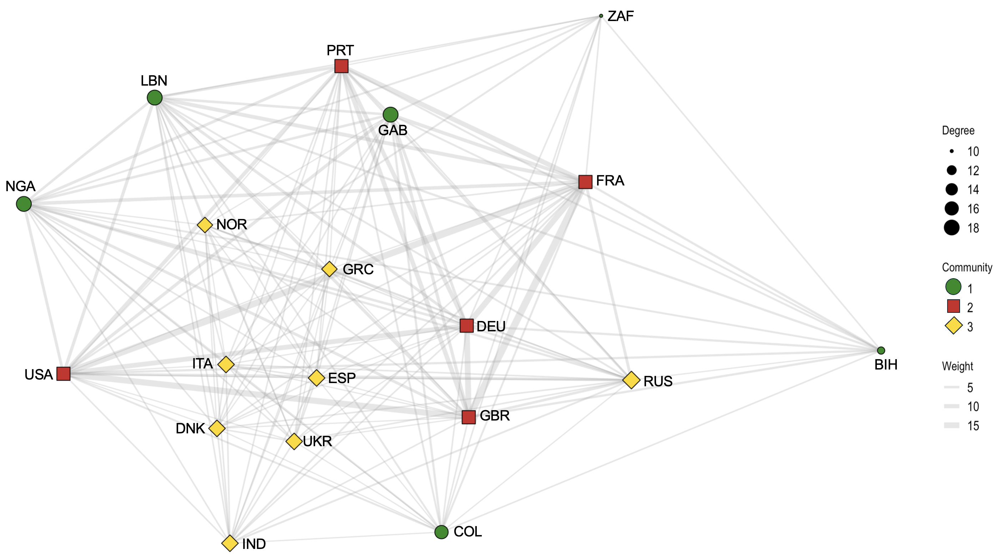 ZAF
PRT
LBN
GAB
FRA
NGA
NOR
GRC
DEU
ITA
USA
ESP
RUS
BIH
GBR
DNK
UKR
COL
IND
Degree
10
12
14
16
18
Community
1
2
3
Weight
5
10
15